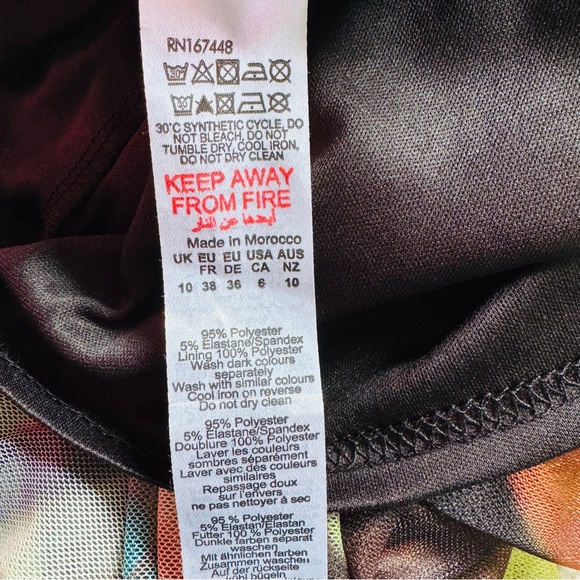 RN167448
30°C SYNTHETIC CYCLE, DO
NOT BLEACH, DO NOT
TUMBLE DRY, COOL IRON,
DO NOT DRY CLEAN
KEEP AWAY
FROM FIRE
أبعدها عن النار
Made in Morocco
UK EU EU USA AUS
FR DE CA NZ
10 38 36 6 10
95% Polyester
5% Elastane/Spandex
Lining 100% Polyester
Wash dark colours
separately
Wash with similar colours
Cool iron on reverse
Do not dry clean
95% Polyester
5% Elastane/Spandex
Doublure 100% Polyester
Laver les couleurs
sombres séparément
Laver avec des couleurs
similaires
Repassage doux
sur l'envers
ne pas nettoyer à sec
95 % Polyester
5% Elastan/Elastan
Futter 100 % Polyester
Dunkle farben separat
waschen
Mit ähnlichen farben
Zusammen waschen
Auf der rückseite
kühl bügeln